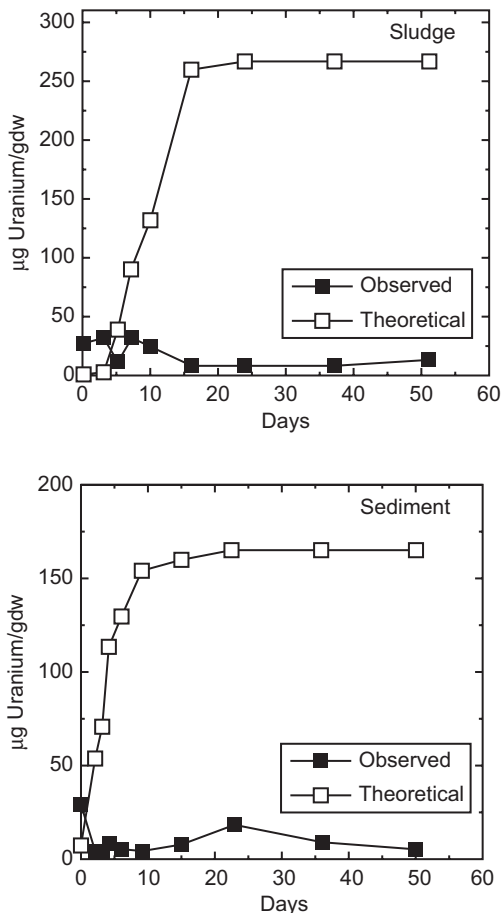 Sludge
µg Uranium/gdw
300
250
200
150
100
50
0
Observed
Theoretical
0 10 20 30 40 50 60
Days
Sediment
µg Uranium/gdw
200
150
100
50
0
Observed
Theoretical
0 10 20 30 40 50 60
Days